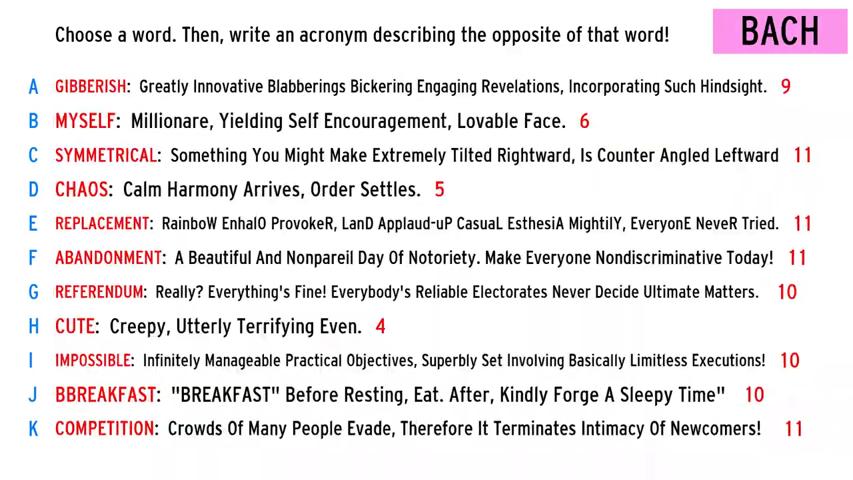 Choose a word. Then, write an acronym describing the opposite of that word!
BACH
A GIBBERISH: Greatly Innovative Blabberings Bickering Engaging Revelations, Incorporating Such Hindsight. 9
B MYSELF: Millionare, Yielding Self Encouragement, Lovable Face. 6
C SYMMETRICAL: Something You Might Make Extremely Tilted Rightward, Is Counter Angled Leftward 11
D CHAOS: Calm Harmony Arrives, Order Settles. 5
E REPLACEMENT: RainboW EnhalO ProvokeR, LanD Applaud-uP CasuaL EsthesiA MightilY, EveryonE NeveR Tried. 11
F ABANDONMENT: A Beautiful And Nonpareil Day Of Notoriety. Make Everyone Nondiscriminative Today! 11
G REFERENDUM: Really? Everything's Fine! Everybody's Reliable Electorates Never Decide Ultimate Matters. 10
H CUTE: Creepy, Utterly Terrifying Even. 4
I IMPOSSIBLE: Infinitely Manageable Practical Objectives, Superbly Set Involving Basically Limitless Executions! 10
J BBREAKFAST: "BREAKFAST" Before Resting, Eat. After, Kindly Forge A Sleepy Time" 10
K COMPETITION: Crowds Of Many People Evade, Therefore It Terminates Intimacy Of Newcomers! 11